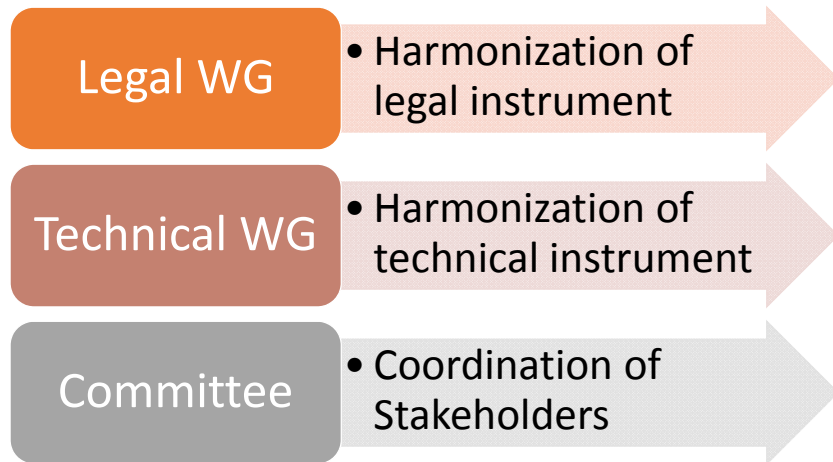 Legal WG
• Harmonization of
legal instrument
Technical WG
• Harmonization of
technical instrument
Committee
• Coordination of
Stakeholders